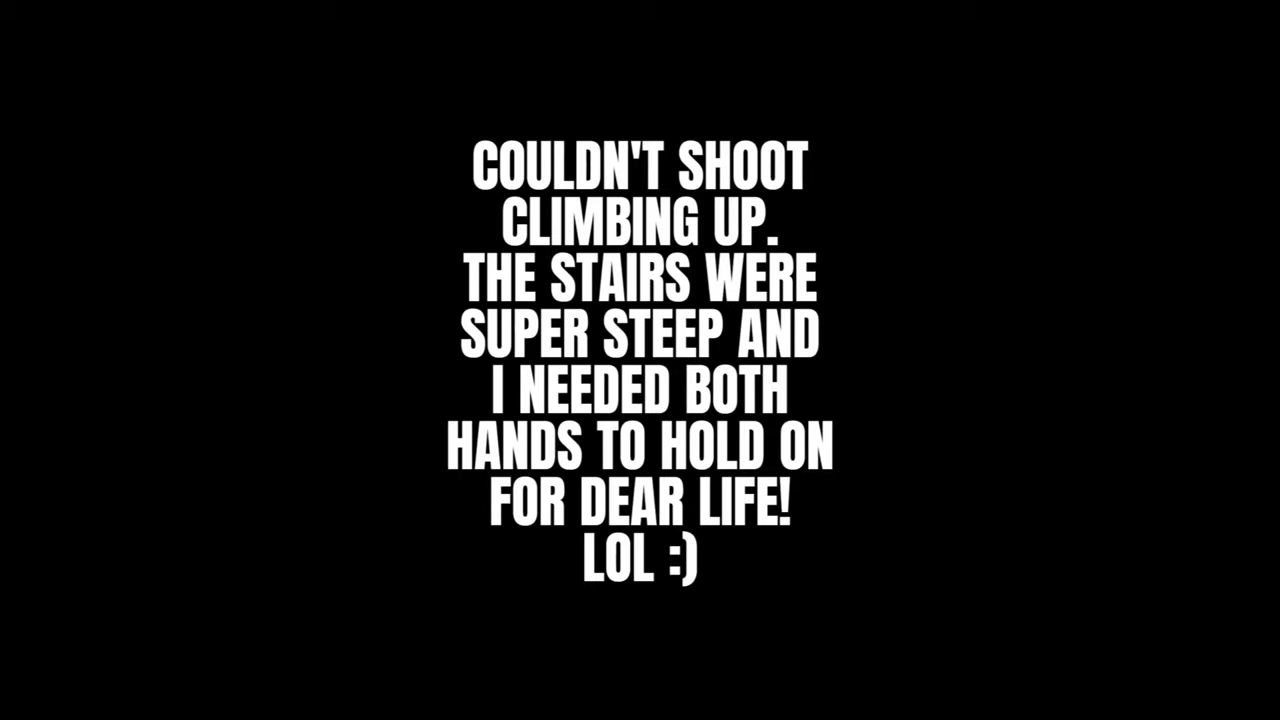 COULDN'T SHOOT
CLIMBING UP.
THE STAIRS WERE
SUPER STEEP AND
I NEEDED BOTH
HANDS TO HOLD ON
FOR DEAR LIFE!
LOL :)